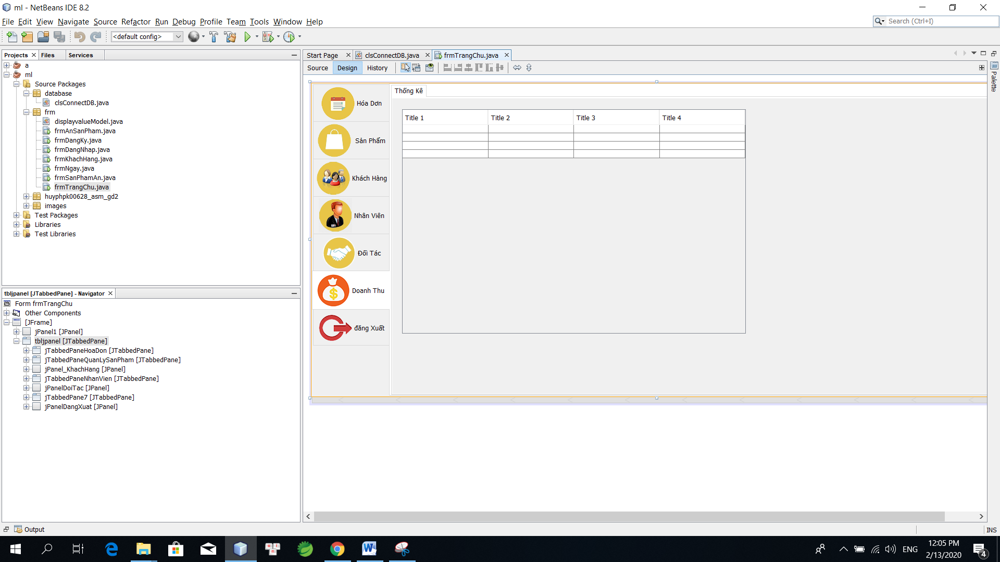 ml - NetBeans IDE 8.2
File Edit View Navigate Source Refactor Run Debug Profile Team Tools Window Help
Search (Ctrl+I)
<default config>
Projects Files Services
a
ml
Source Packages
database
clsConnectDB.java
frm
displayvalueModel.java
frmAnSanPham.java
frmDangKy.java
frmDangNhap.java
frmKhachHang.java
frmNgay.java
frmSanPhamAn.java
frmTrangChu.java
huyphpk00628_asm_gd2
images
Test Packages
Libraries
Test Libraries
tbljpanel [JTabbedPane] - Navigator
Form frmTrangChu
Other Components
[JFrame]
jPanel1 [JPanel]
tbljpanel [JTabbedPane]
jTabbedPaneHoaDon [JTabbedPane]
jTabbedPaneQuanLySanPham [JTabbedPane]
jPanel_KhachHang [JPanel]
jTabbedPaneNhanVien [JTabbedPane]
jPanelDoiTac [JPanel]
jTabbedPane7 [JTabbedPane]
jPanelDangXuat [JPanel]
Start Page clsConnectDB.java frmTrangChu.java
Source Design History
Palette
Hóa Dơn
Sản Phẩm
Khách Hàng
Nhân Viên
Đối Tác
Doanh Thu
đăng Xuất
Thống Kê
Title 1 Title 2 Title 3 Title 4
Output
INS
ENG
12:05 PM
2/13/2020
4